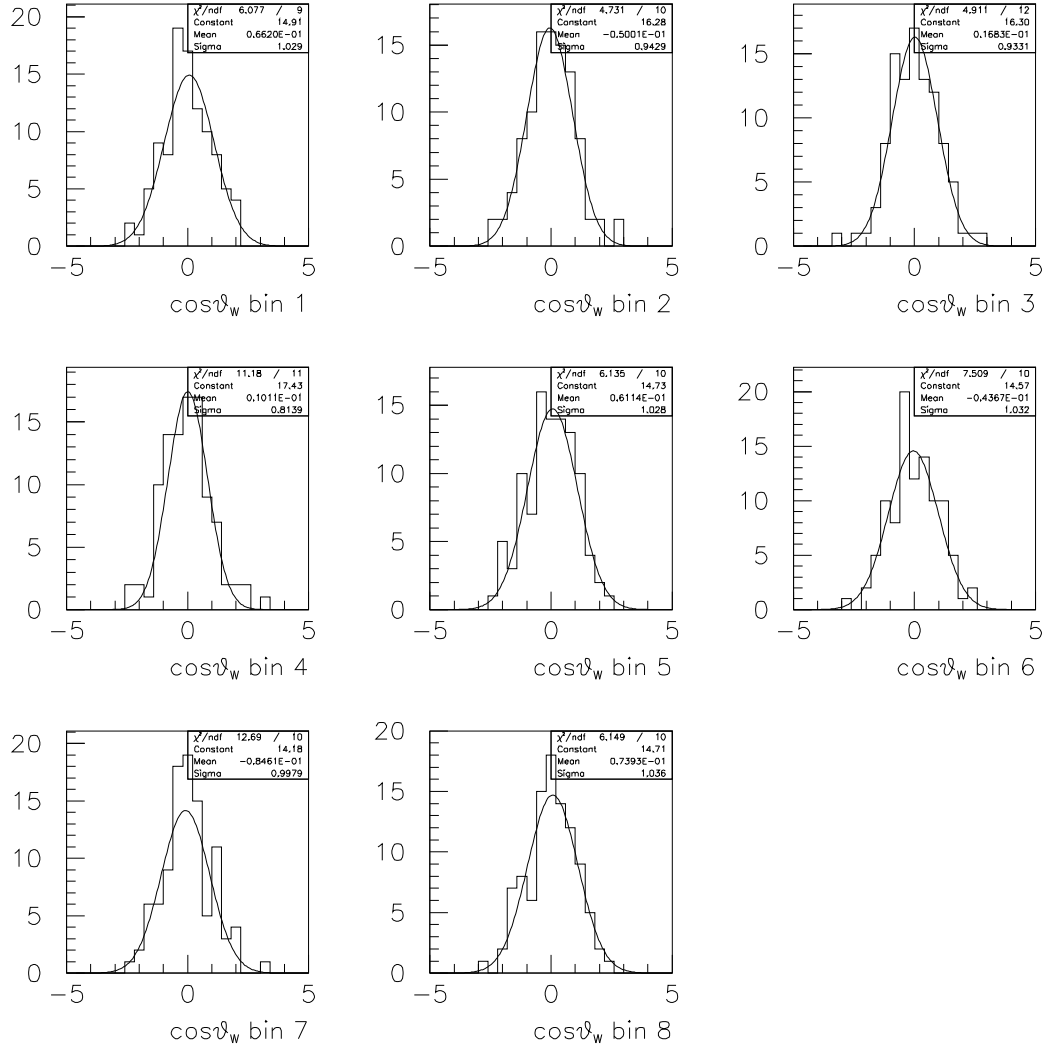 χ²/ndf 6.077 / 9
Constant 14.91
Mean 0.6620E-01
Sigma 1.029
20
15
10
5
0
−5 0 5
cosϑW bin 1
χ²/ndf 4.731 / 10
Constant 16.28
Mean −0.5001E-01
Sigma 0.9429
15
10
5
0
−5 0 5
cosϑW bin 2
χ²/ndf 4.911 / 12
Constant 16.30
Mean 0.1683E-01
Sigma 0.9331
15
10
5
0
−5 0 5
cosϑW bin 3
χ²/ndf 11.18 / 11
Constant 17.43
Mean 0.1011E-01
Sigma 0.8139
15
10
5
0
−5 0 5
cosϑW bin 4
χ²/ndf 6.135 / 10
Constant 14.73
Mean 0.6114E-01
Sigma 1.028
15
10
5
0
−5 0 5
cosϑW bin 5
χ²/ndf 7.509 / 10
Constant 14.57
Mean −0.4367E-01
Sigma 1.032
20
15
10
5
0
−5 0 5
cosϑW bin 6
χ²/ndf 12.69 / 10
Constant 14.18
Mean −0.8461E-01
Sigma 0.9979
20
15
10
5
0
−5 0 5
cosϑW bin 7
χ²/ndf 6.149 / 10
Constant 14.71
Mean 0.7393E-01
Sigma 1.036
20
15
10
5
0
−5 0 5
cosϑW bin 8